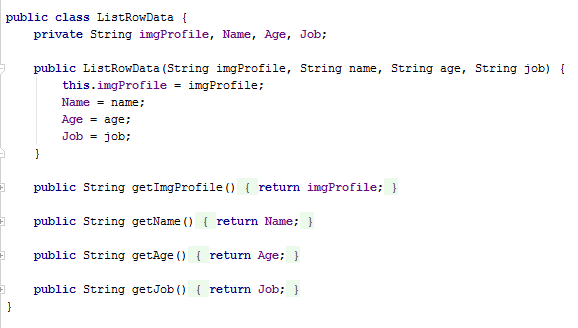 public class ListRowData {
    private String imgProfile, Name, Age, Job;

    public ListRowData(String imgProfile, String name, String age, String job) {
        this.imgProfile = imgProfile;
        Name = name;
        Age = age;
        Job = job;
    }

    public String getImgProfile() { return imgProfile; }

    public String getName() { return Name; }

    public String getAge() { return Age; }

    public String getJob() { return Job; }
}